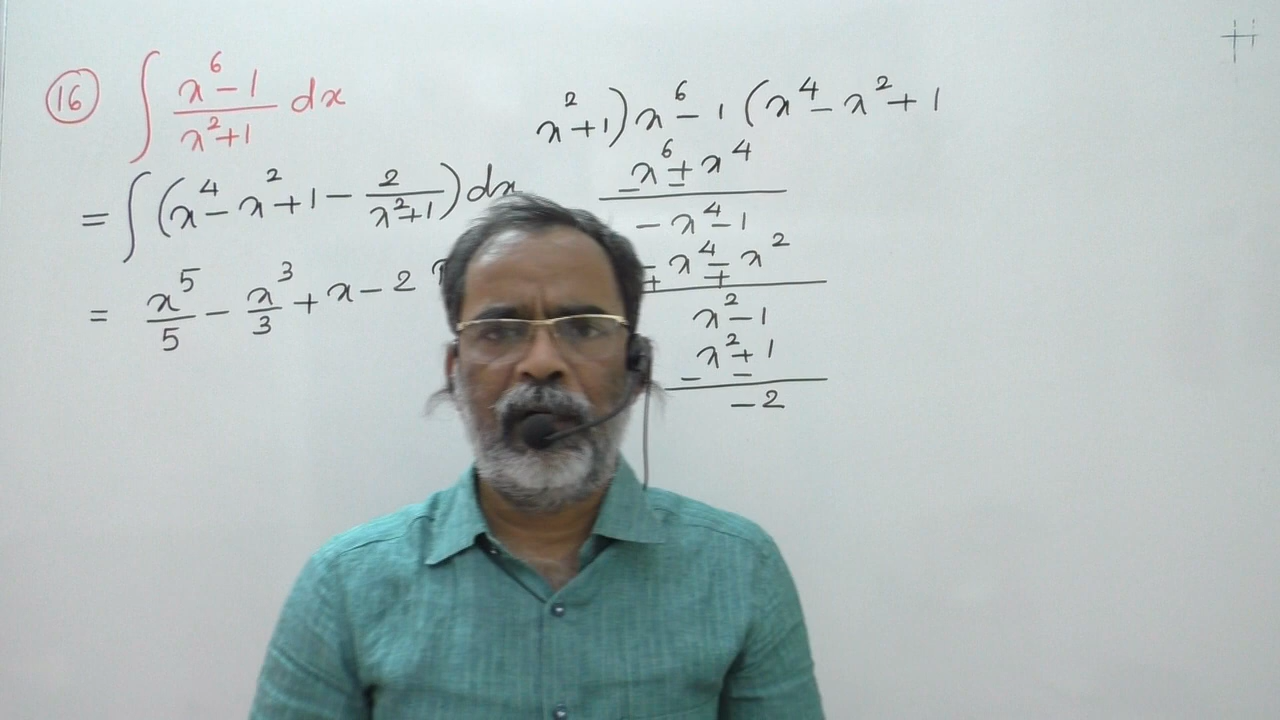 16 ∫ (x⁶ - 1)/(x² + 1) dx
= ∫ (x⁴ - x² + 1 - 2/(x² + 1)) dx
= x⁵/5 - x³/3 + x - 2
x² + 1 ) x⁶ - 1 ( x⁴ - x² + 1
x⁶ + x⁴
- -
- x⁴ - 1
- x⁴ - x²
+ +
x² - 1
x² + 1
- -
- 2